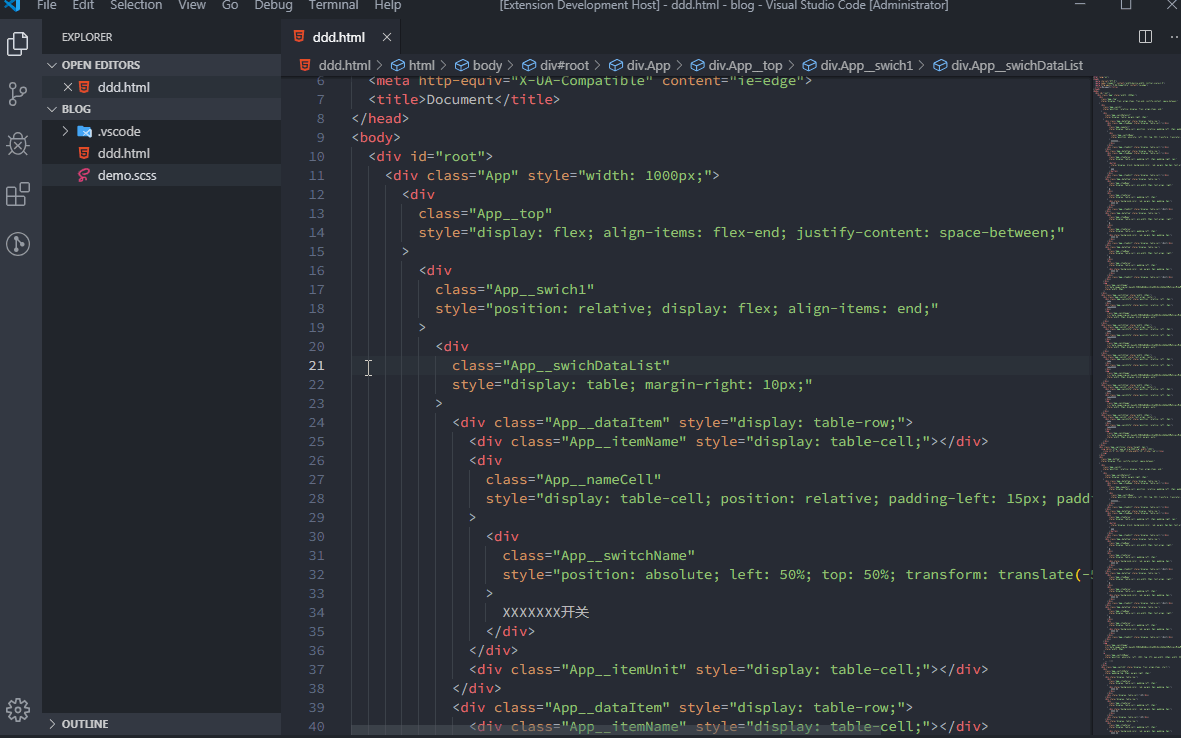 File Edit Selection View Go Debug Terminal Help
[Extension Development Host] - ddd.html - blog - Visual Studio Code [Administrator]
EXPLORER
OPEN EDITORS
ddd.html
BLOG
.vscode
ddd.html
demo.scss
OUTLINE
ddd.html
ddd.html > html > body > div#root > div.App > div.App__top > div.App__swich1 > div.App__swichDataList
6 <meta http-equiv="X-UA-Compatible" content="ie=edge">
7 <title>Document</title>
8 </head>
9 <body>
10 <div id="root">
11 <div class="App" style="width: 1000px;">
12 <div
13 class="App__top"
14 style="display: flex; align-items: flex-end; justify-content: space-between;"
15 >
16 <div
17 class="App__swich1"
18 style="position: relative; display: flex; align-items: end;"
19 >
20 <div
21 class="App__swichDataList"
22 style="display: table; margin-right: 10px;"
23 >
24 <div class="App__dataItem" style="display: table-row;">
25 <div class="App__itemName" style="display: table-cell;"></div>
26 <div
27 class="App__nameCell"
28 style="display: table-cell; position: relative; padding-left: 15px; padd
29 >
30 <div
31 class="App__switchName"
32 style="position: absolute; left: 50%; top: 50%; transform: translate(-
33 >
34 XXXXXXX开关
35 </div>
36 </div>
37 <div class="App__itemUnit" style="display: table-cell;"></div>
38 </div>
39 <div class="App__dataItem" style="display: table-row;">
40 <div class="App__itemName" style="display: table-cell;"></div>